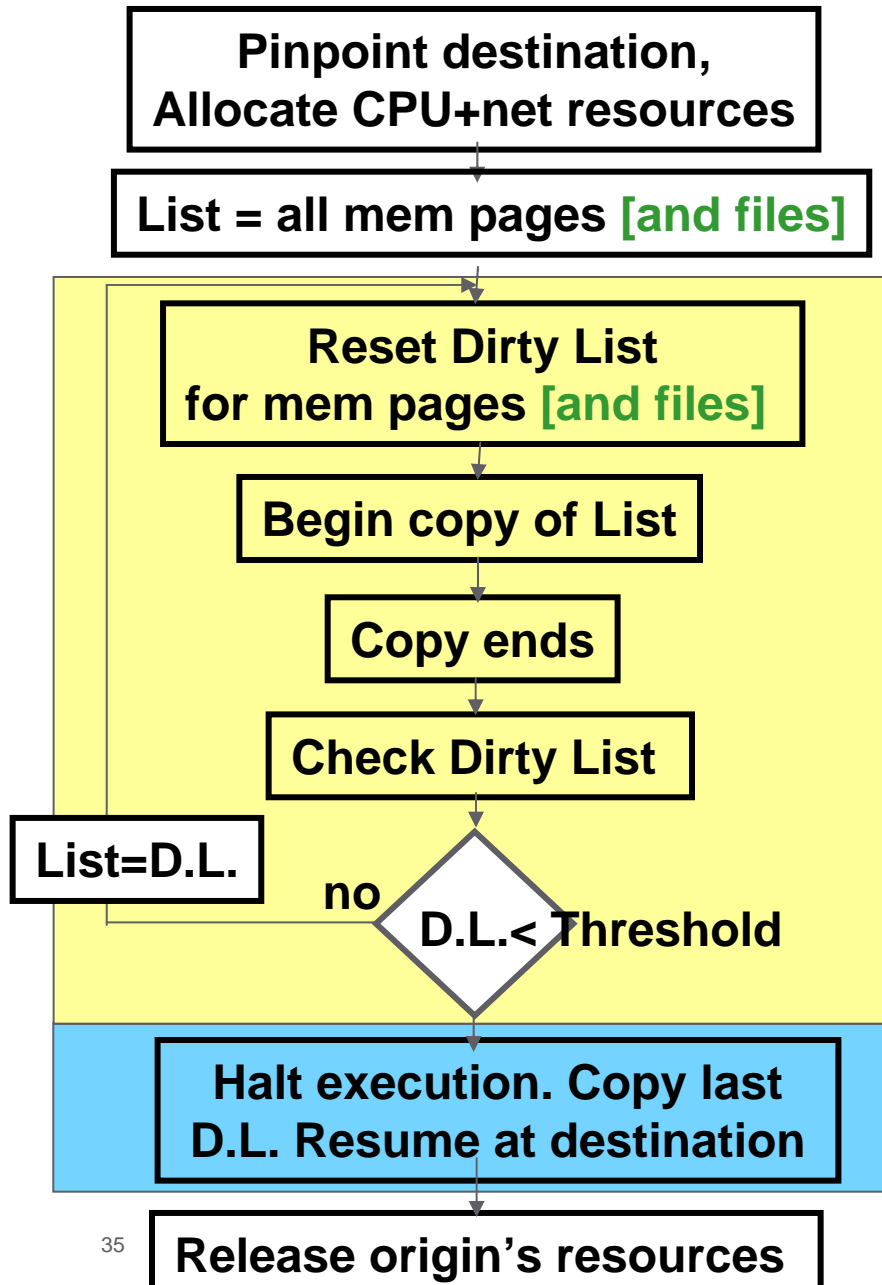 Pinpoint destination,
Allocate CPU+net resources
List = all mem pages [and files]
Reset Dirty List
for mem pages [and files]
Begin copy of List
Copy ends
Check Dirty List
List=D.L.
no
D.L.< Threshold
Halt execution. Copy last
D.L. Resume at destination
35
Release origin’s resources